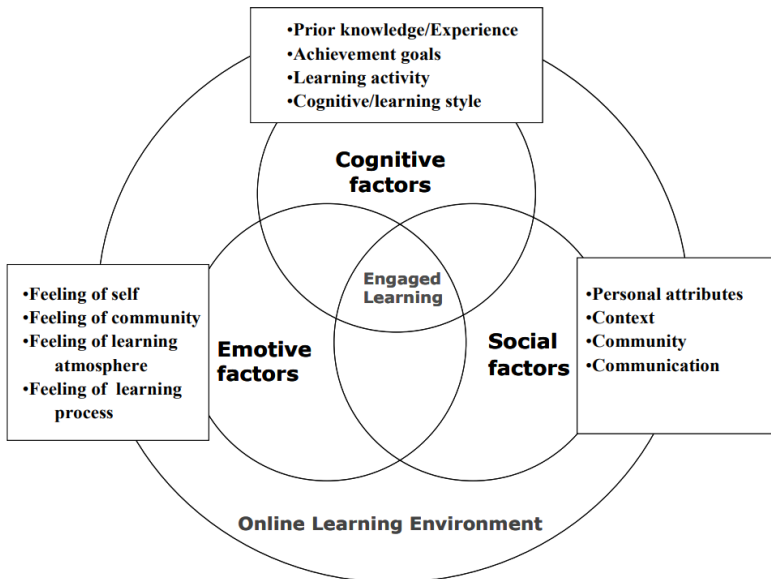 •Prior knowledge/Experience
•Achievement goals
•Learning activity
•Cognitive/learning style
Cognitive
factors
Engaged
Learning
•Feeling of self
•Feeling of community
•Feeling of learning
atmosphere
•Feeling of learning
process
Emotive
factors
Social
factors
•Personal attributes
•Context
•Community
•Communication
Online Learning Environment